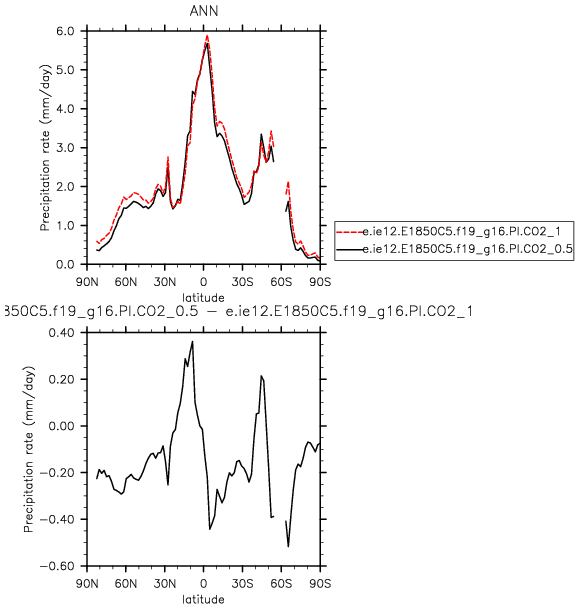 ANN
6.0
5.0
4.0
3.0
2.0
1.0
0.0
Precipitation rate (mm/day)
90N 60N 30N 0 30S 60S 90S
latitude
e.ie12.E1850C5.f19_g16.PI.CO2_1
e.ie12.E1850C5.f19_g16.PI.CO2_0.5
350C5.f19_g16.PI.CO2_0.5 − e.ie12.E1850C5.f19_g16.PI.CO2_1
0.40
0.20
0.00
−0.20
−0.40
−0.60
Precipitation rate (mm/day)
90N 60N 30N 0 30S 60S 90S
latitude